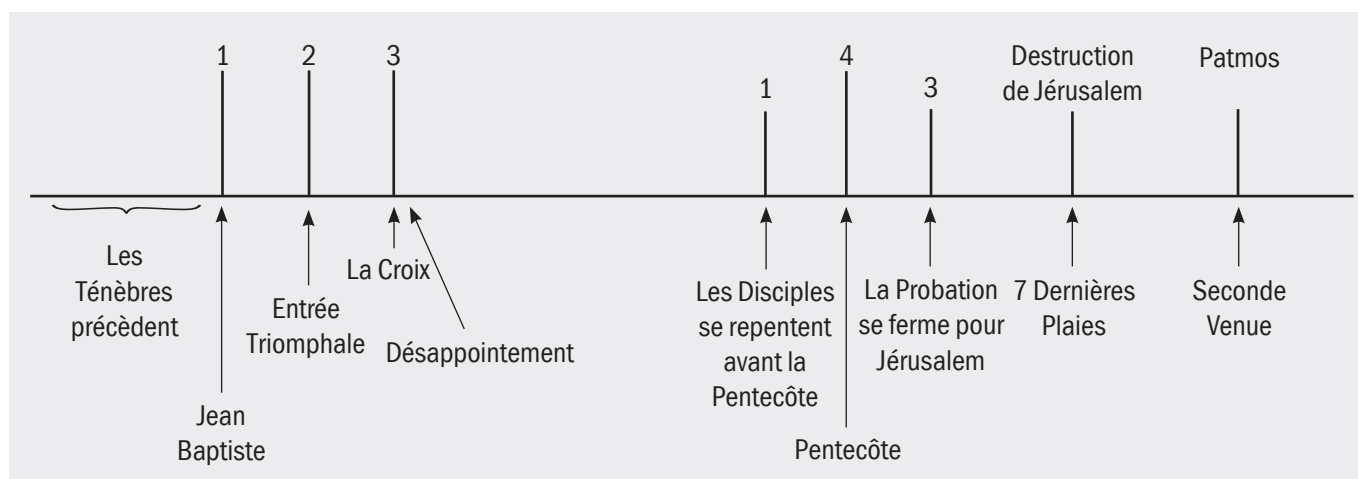 1
2
3
1
4
3
Destruction
de Jérusalem
Patmos
Les
Ténèbres
précèdent
Jean
Baptiste
Entrée
Triomphale
La Croix
Désappointement
Les Disciples
se repentent
avant la
Pentecôte
Pentecôte
La Probation
se ferme pour
Jérusalem
7 Dernières
Plaies
Seconde
Venue